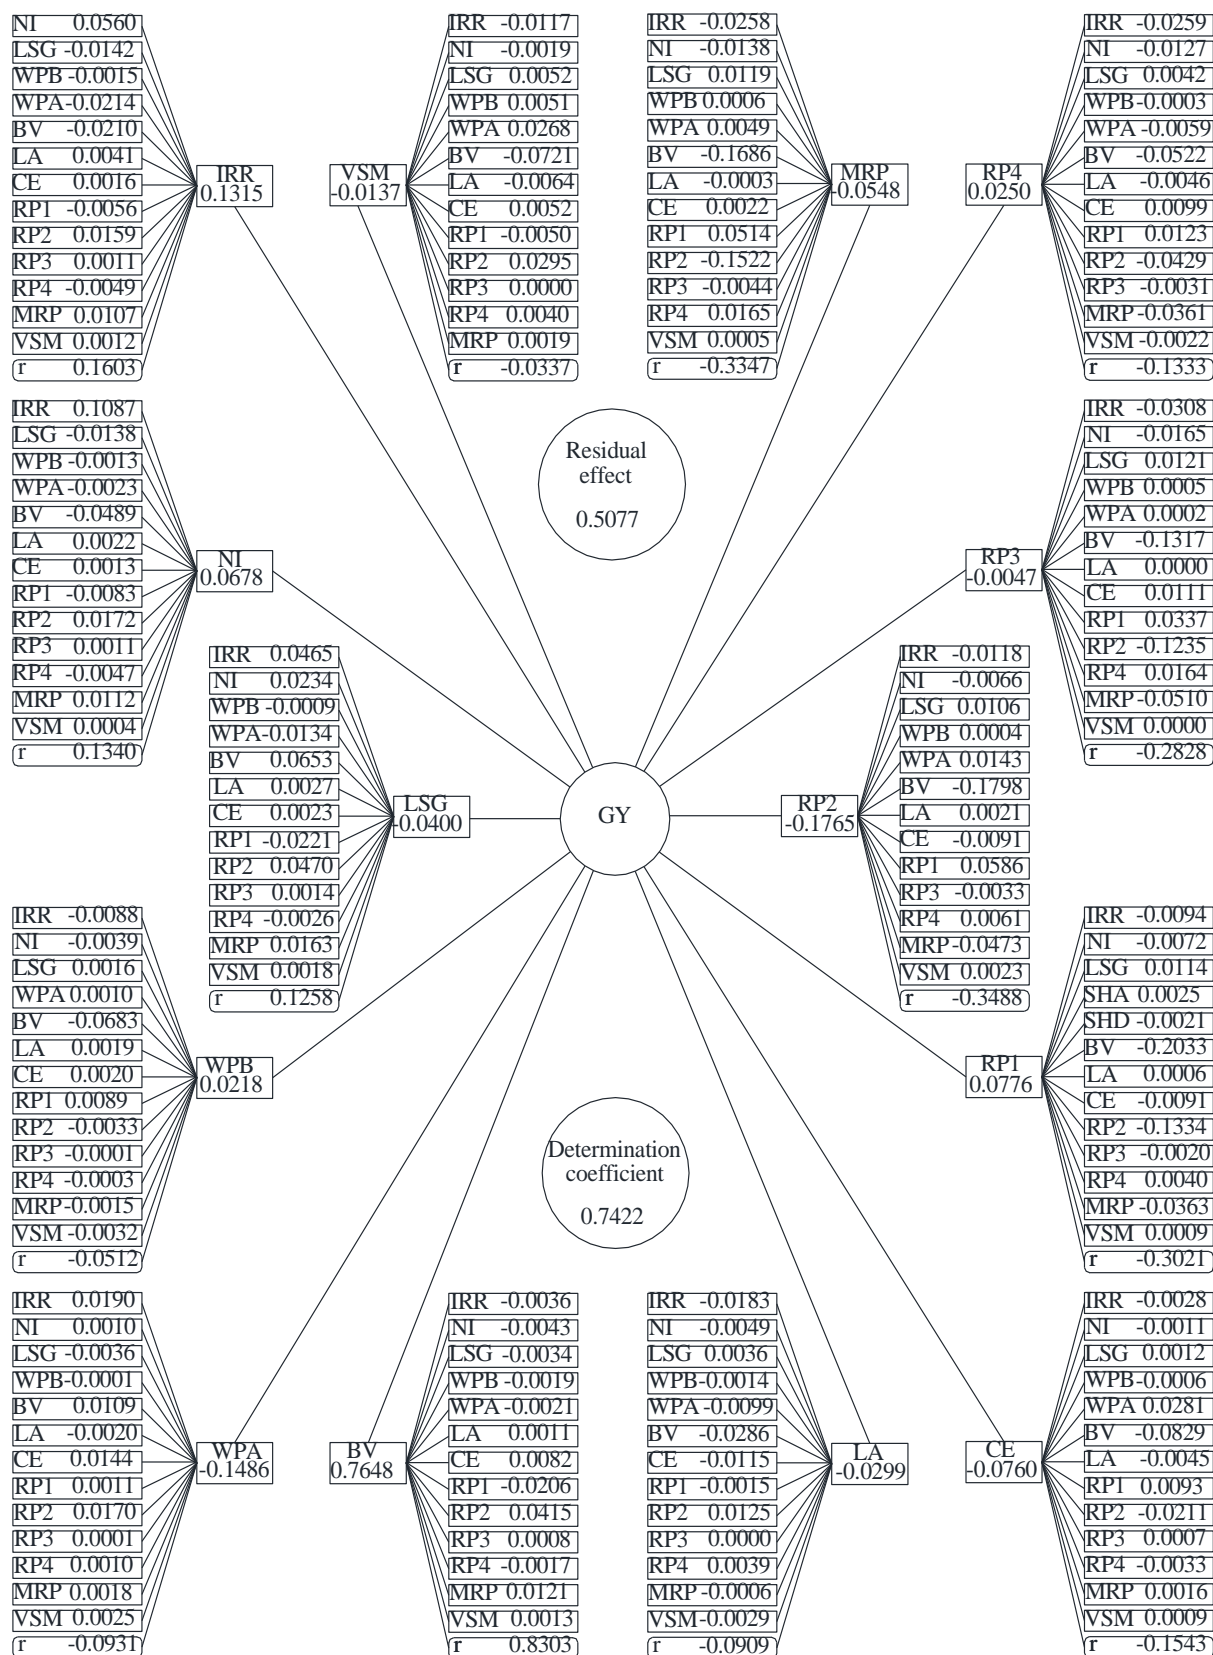 NI 0.0560
LSG -0.0142
WPB -0.0015
WPA -0.0214
BV -0.0210
LA 0.0041
CE 0.0016
RP1 -0.0056
RP2 0.0159
RP3 0.0011
RP4 -0.0049
MRP 0.0107
VSM 0.0012
r 0.1603
IRR
0.1315
VSM
-0.0137
IRR -0.0117
NI -0.0019
LSG 0.0052
WPB 0.0051
WPA 0.0268
BV -0.0721
LA -0.0064
CE 0.0052
RP1 -0.0050
RP2 0.0295
RP3 0.0000
RP4 0.0040
MRP 0.0019
r -0.0337
IRR -0.0258
NI -0.0138
LSG 0.0119
WPB 0.0006
WPA 0.0049
BV -0.1686
LA -0.0003
CE 0.0022
RP1 0.0514
RP2 -0.1522
RP3 -0.0044
RP4 0.0165
VSM 0.0005
r -0.3347
MRP
-0.0548
RP4
0.0250
IRR -0.0259
NI -0.0127
LSG 0.0042
WPB -0.0003
WPA -0.0059
BV -0.0522
LA -0.0046
CE 0.0099
RP1 0.0123
RP2 -0.0429
RP3 -0.0031
MRP -0.0361
VSM -0.0022
r -0.1333
IRR 0.1087
LSG -0.0138
WPB -0.0013
WPA -0.0023
BV -0.0489
LA 0.0022
CE 0.0013
RP1 -0.0083
RP2 0.0172
RP3 0.0011
RP4 -0.0047
MRP 0.0112
VSM 0.0004
r 0.1340
NI
0.0678
Residual
effect
0.5077
RP3
-0.0047
IRR -0.0308
NI -0.0165
LSG 0.0121
WPB 0.0005
WPA 0.0002
BV -0.1317
LA 0.0000
CE 0.0111
RP1 0.0337
RP2 -0.1235
RP4 0.0164
MRP -0.0510
VSM 0.0000
r -0.2828
IRR 0.0465
NI 0.0234
WPB -0.0009
WPA -0.0134
BV 0.0653
LA 0.0027
CE 0.0023
RP1 -0.0221
RP2 0.0470
RP3 0.0014
RP4 -0.0026
MRP 0.0163
VSM 0.0018
r 0.1258
LSG
-0.0400
GY
RP2
-0.1765
IRR -0.0118
NI -0.0066
LSG 0.0106
WPB 0.0004
WPA 0.0143
BV -0.1798
LA 0.0021
CE -0.0091
RP1 0.0586
RP3 -0.0033
RP4 0.0061
MRP -0.0473
VSM 0.0023
r -0.3488
IRR -0.0088
NI -0.0039
LSG 0.0016
WPA 0.0010
BV -0.0683
LA 0.0019
CE 0.0020
RP1 0.0089
RP2 -0.0033
RP3 -0.0001
RP4 -0.0003
MRP -0.0015
VSM -0.0032
r -0.0512
WPB
0.0218
Determination
coefficient
0.7422
RP1
0.0776
IRR -0.0094
NI -0.0072
LSG 0.0114
SHA 0.0025
SHD -0.0021
BV -0.2033
LA 0.0006
CE -0.0091
RP2 -0.1334
RP3 -0.0020
RP4 0.0040
MRP -0.0363
VSM 0.0009
r -0.3021
IRR 0.0190
NI 0.0010
LSG -0.0036
WPB -0.0001
BV 0.0109
LA -0.0020
CE 0.0144
RP1 0.0011
RP2 0.0170
RP3 0.0001
RP4 0.0010
MRP 0.0018
VSM 0.0025
r -0.0931
WPA
-0.1486
BV
0.7648
IRR -0.0036
NI -0.0043
LSG -0.0034
WPB -0.0019
WPA -0.0021
LA 0.0011
CE 0.0082
RP1 -0.0206
RP2 0.0415
RP3 0.0008
RP4 -0.0017
MRP 0.0121
VSM 0.0013
r 0.8303
IRR -0.0183
NI -0.0049
LSG 0.0036
WPB -0.0014
WPA -0.0099
BV -0.0286
CE -0.0115
RP1 -0.0015
RP2 0.0125
RP3 0.0000
RP4 0.0039
MRP -0.0006
VSM -0.0029
r -0.0909
LA
-0.0299
CE
-0.0760
IRR -0.0028
NI -0.0011
LSG 0.0012
WPB -0.0006
WPA 0.0281
BV -0.0829
LA -0.0045
RP1 0.0093
RP2 -0.0211
RP3 0.0007
RP4 -0.0033
MRP 0.0016
VSM 0.0009
r -0.1543